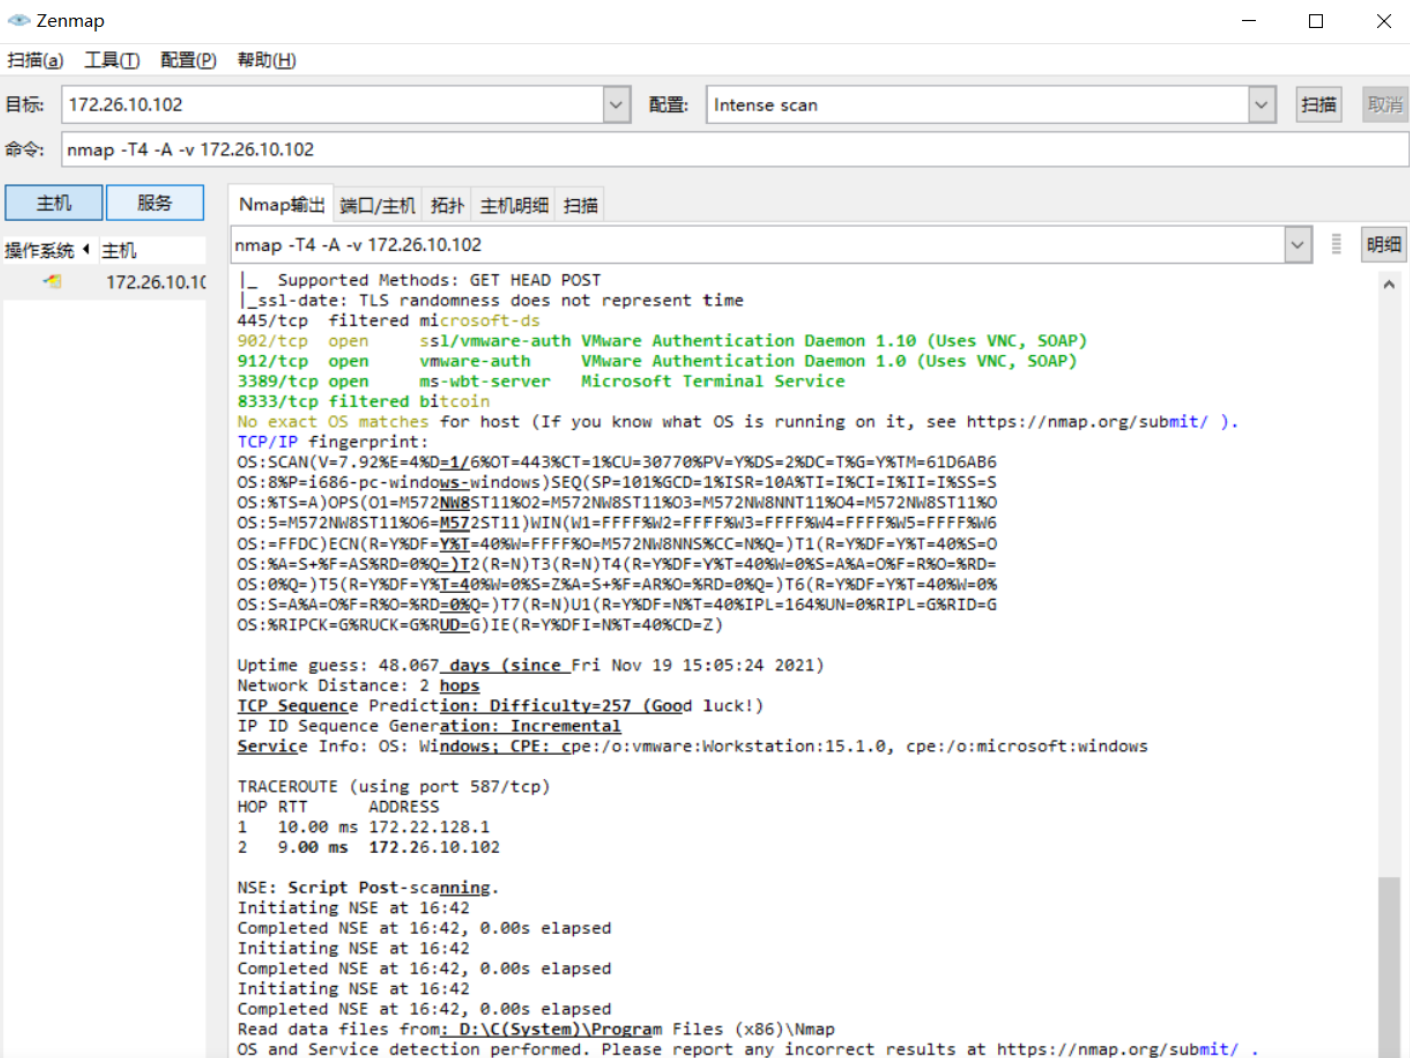 Zenmap
扫描(a) 工具(T) 配置(P) 帮助(H)
目标: 172.26.10.102 配置: Intense scan 扫描 取消
命令: nmap -T4 -A -v 172.26.10.102
主机 服务 Nmap输出 端口/主机 拓扑 主机明细 扫描
操作系统 主机 nmap -T4 -A -v 172.26.10.102 明细
172.26.10.10
|_  Supported Methods: GET HEAD POST
|_ssl-date: TLS randomness does not represent time
445/tcp  filtered microsoft-ds
902/tcp  open     ssl/vmware-auth VMware Authentication Daemon 1.10 (Uses VNC, SOAP)
912/tcp  open     vmware-auth     VMware Authentication Daemon 1.0 (Uses VNC, SOAP)
3389/tcp open     ms-wbt-server   Microsoft Terminal Service
8333/tcp filtered bitcoin
No exact OS matches for host (If you know what OS is running on it, see https://nmap.org/submit/ ).
TCP/IP fingerprint:
OS:SCAN(V=7.92%E=4%D=1/6%OT=443%CT=1%CU=30770%PV=Y%DS=2%DC=T%G=Y%TM=61D6AB6
OS:8%P=i686-pc-windows-windows)SEQ(SP=101%GCD=1%ISR=10A%TI=I%CI=I%II=I%SS=S
OS:%TS=A)OPS(O1=M572NW8ST11%O2=M572NW8ST11%O3=M572NW8NNT11%O4=M572NW8ST11%O
OS:5=M572NW8ST11%O6=M572ST11)WIN(W1=FFFF%W2=FFFF%W3=FFFF%W4=FFFF%W5=FFFF%W6
OS:=FFDC)ECN(R=Y%DF=Y%T=40%W=FFFF%O=M572NW8NNS%CC=N%Q=)T1(R=Y%DF=Y%T=40%S=O
OS:%A=S+%F=AS%RD=0%Q=)T2(R=N)T3(R=N)T4(R=Y%DF=Y%T=40%W=0%S=A%A=O%F=R%O=%RD=
OS:0%Q=)T5(R=Y%DF=Y%T=40%W=0%S=Z%A=S+%F=AR%O=%RD=0%Q=)T6(R=Y%DF=Y%T=40%W=0%
OS:S=A%A=O%F=R%O=%RD=0%Q=)T7(R=N)U1(R=Y%DF=N%T=40%IPL=164%UN=0%RIPL=G%RID=G
OS:%RIPCK=G%RUCK=G%RUD=G)IE(R=Y%DFI=N%T=40%CD=Z)
Uptime guess: 48.067 days (since Fri Nov 19 15:05:24 2021)
Network Distance: 2 hops
TCP Sequence Prediction: Difficulty=257 (Good luck!)
IP ID Sequence Generation: Incremental
Service Info: OS: Windows; CPE: cpe:/o:vmware:Workstation:15.1.0, cpe:/o:microsoft:windows
TRACEROUTE (using port 587/tcp)
HOP RTT      ADDRESS
1   10.00 ms 172.22.128.1
2   9.00 ms  172.26.10.102
NSE: Script Post-scanning.
Initiating NSE at 16:42
Completed NSE at 16:42, 0.00s elapsed
Initiating NSE at 16:42
Completed NSE at 16:42, 0.00s elapsed
Initiating NSE at 16:42
Completed NSE at 16:42, 0.00s elapsed
Read data files from: D:\C(System)\Program Files (x86)\Nmap
OS and Service detection performed. Please report any incorrect results at https://nmap.org/submit/ .